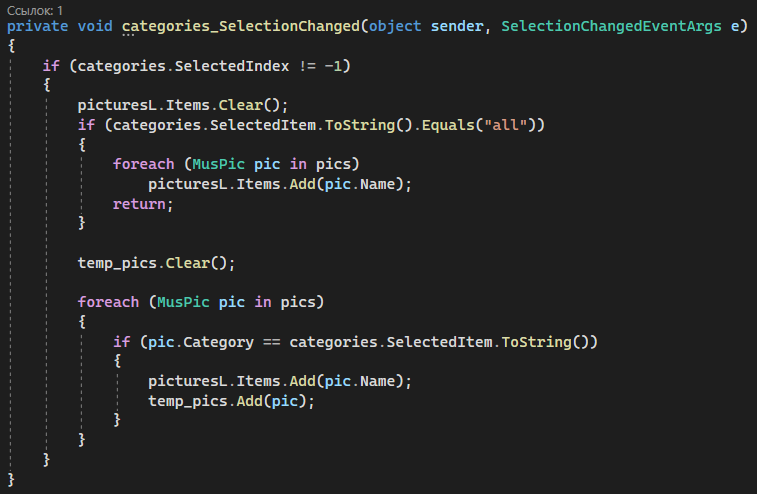 Ссылок: 1
private void categories_SelectionChanged(object sender, SelectionChangedEventArgs e)
{
if (categories.SelectedIndex != -1)
{
picturesL.Items.Clear();
if (categories.SelectedItem.ToString().Equals("all"))
{
foreach (MusPic pic in pics)
picturesL.Items.Add(pic.Name);
return;
}
temp_pics.Clear();
foreach (MusPic pic in pics)
{
if (pic.Category == categories.SelectedItem.ToString())
{
picturesL.Items.Add(pic.Name);
temp_pics.Add(pic);
}
}
}
}